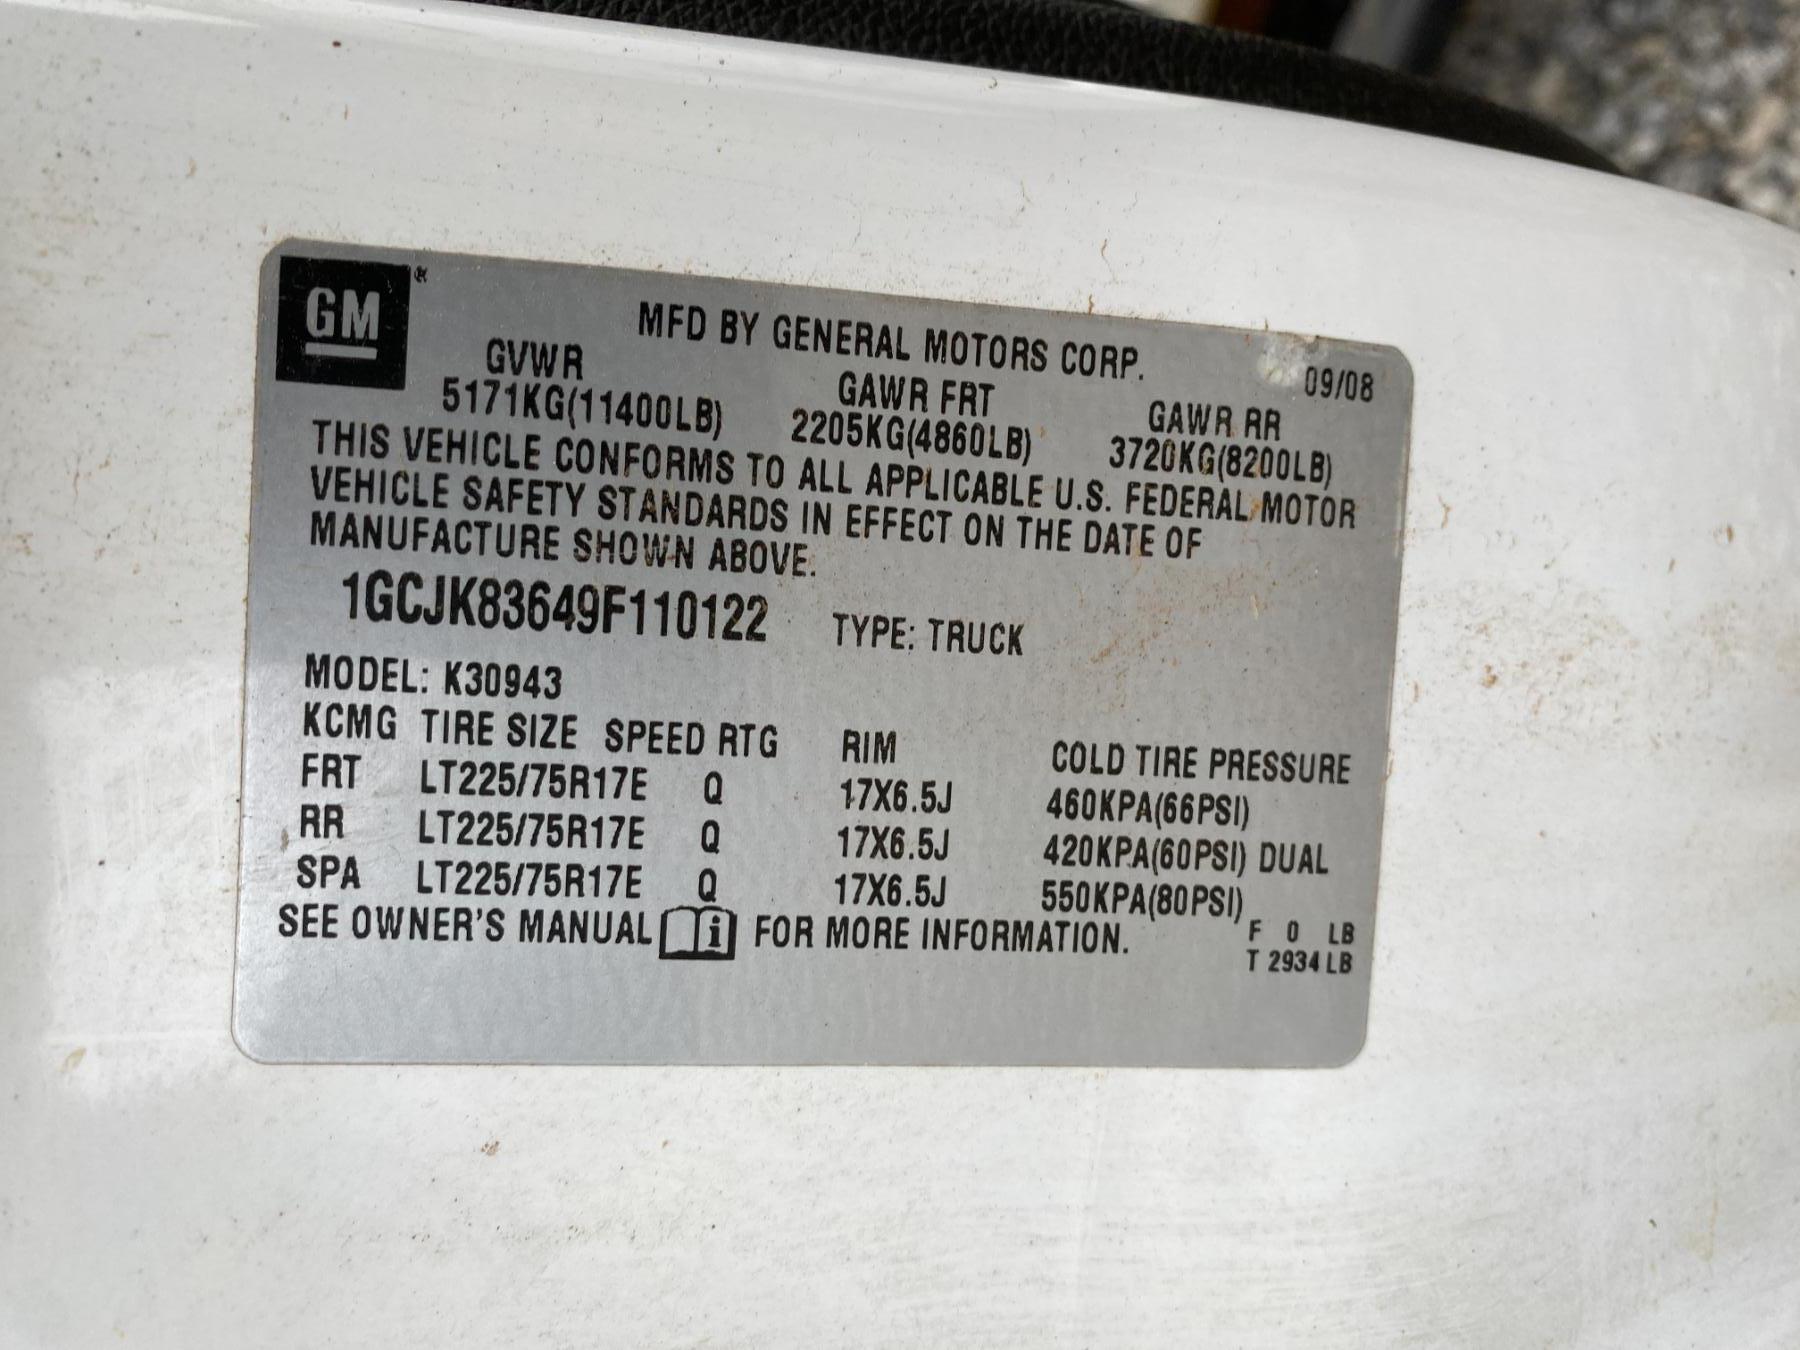 GM
MFD BY GENERAL MOTORS CORP.
09/08
GVWR GAWR FRT GAWR RR
5171KG(11400LB) 2205KG(4860LB) 3720KG(8200LB)
THIS VEHICLE CONFORMS TO ALL APPLICABLE U.S. FEDERAL MOTOR
VEHICLE SAFETY STANDARDS IN EFFECT ON THE DATE OF
MANUFACTURE SHOWN ABOVE.
1GCJK83649F110122 TYPE: TRUCK
MODEL: K30943
KCMG TIRE SIZE SPEED RTG RIM COLD TIRE PRESSURE
FRT LT225/75R17E Q 17X6.5J 460KPA(66PSI)
RR LT225/75R17E Q 17X6.5J 420KPA(60PSI) DUAL
SPA LT225/75R17E Q 17X6.5J 550KPA(80PSI)
SEE OWNER'S MANUAL i FOR MORE INFORMATION.
F 0 LB
T 2934 LB